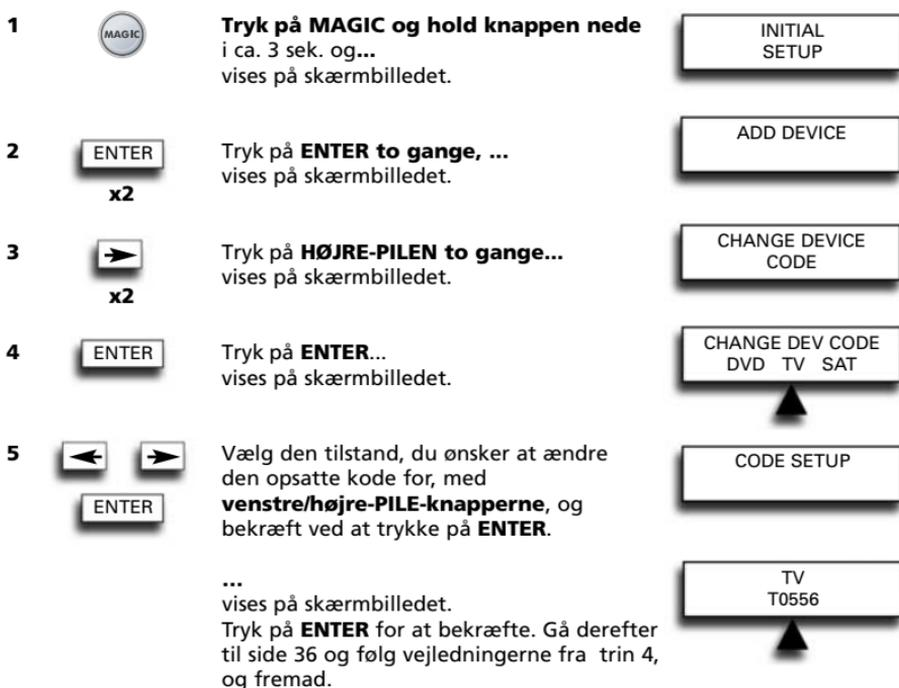 1
MAGIC
Tryk på MAGIC og hold knappen nede
i ca. 3 sek. og...
vises på skærmbilledet.
INITIAL
SETUP
2
ENTER
x2
Tryk på ENTER to gange, ...
vises på skærmbilledet.
ADD DEVICE
3
x2
Tryk på HØJRE-PILEN to gange...
vises på skærmbilledet.
CHANGE DEVICE
CODE
4
ENTER
Tryk på ENTER...
vises på skærmbilledet.
CHANGE DEV CODE
DVD TV SAT
5
ENTER
Vælg den tilstand, du ønsker at ændre
den opsatte kode for, med
venstre/højre-PILE-knapperne, og
bekræft ved at trykke på ENTER.
CODE SETUP
...
vises på skærmbilledet.
Tryk på ENTER for at bekræfte. Gå derefter
til side 36 og følg vejledningerne fra trin 4,
og fremad.
TV
T0556